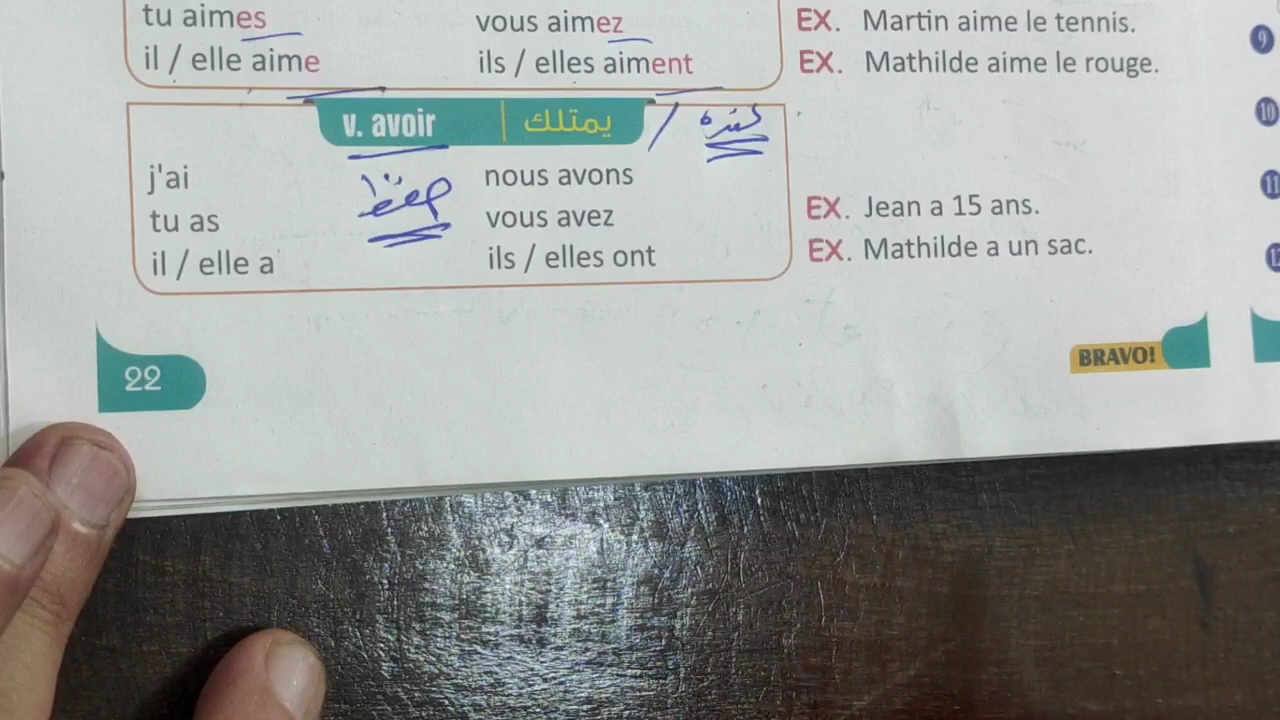 tu aimes vous aimez EX. Martin aime le tennis.
il / elle aime ils / elles aiment EX. Mathilde aime le rouge.
v. avoir | يمتلك / عنده
j'ai nous avons
tu as vous avez EX. Jean a 15 ans.
il / elle a ils / elles ont EX. Mathilde a un sac.
22 BRAVO!
9
10
11